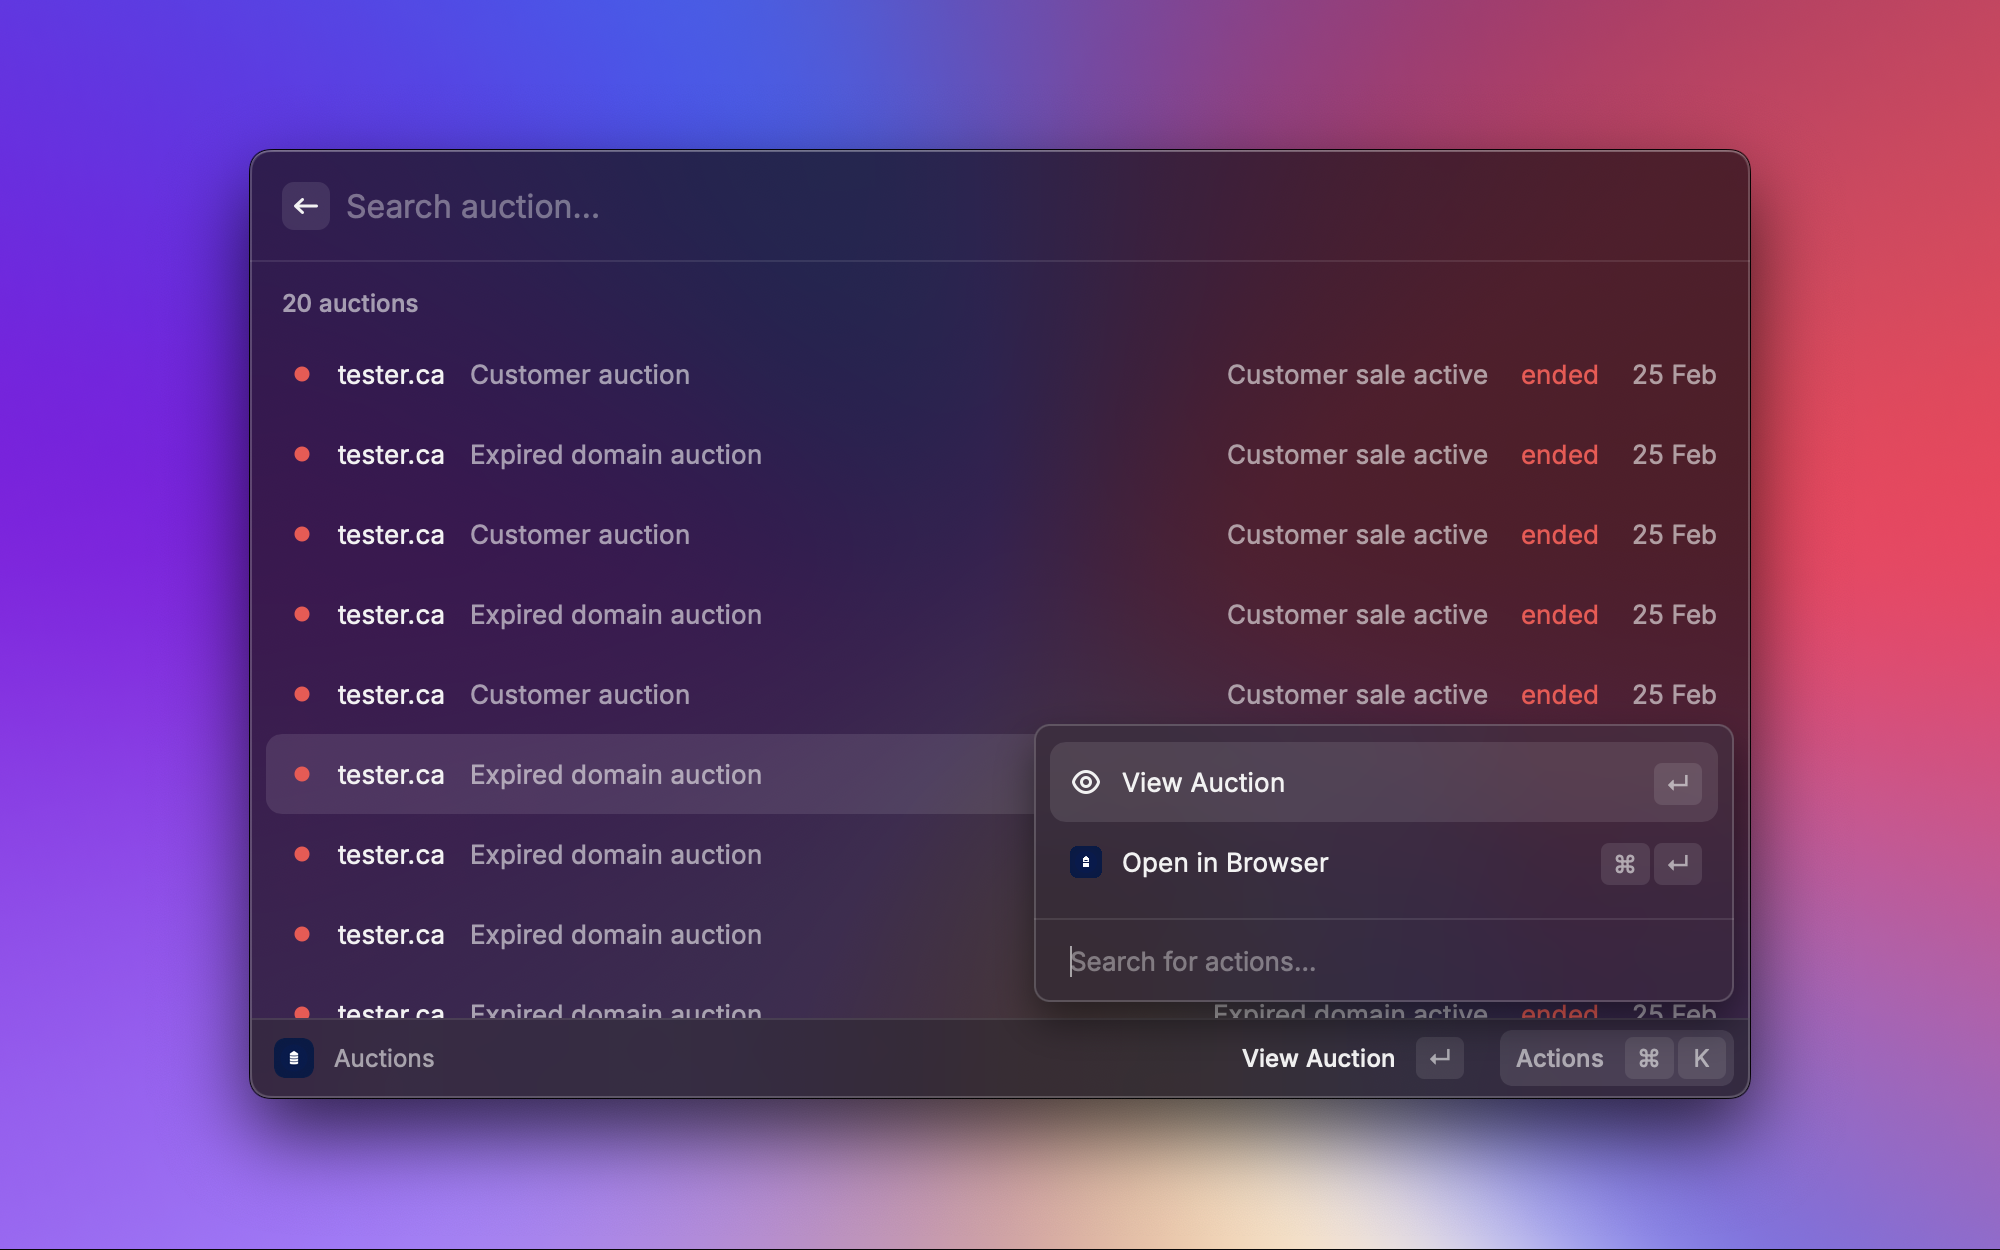 Search auction...
20 auctions
tester.ca Customer auction Customer sale active ended 25 Feb
tester.ca Expired domain auction Customer sale active ended 25 Feb
tester.ca Customer auction Customer sale active ended 25 Feb
tester.ca Expired domain auction Customer sale active ended 25 Feb
tester.ca Customer auction Customer sale active ended 25 Feb
tester.ca Expired domain auction
View Auction ↵
tester.ca Expired domain auction
Open in Browser ⌘ ↵
tester.ca Expired domain auction
Search for actions...
tester.ca Expired domain auction Expired domain active ended 25 Feb
Auctions View Auction ↵ Actions ⌘ K